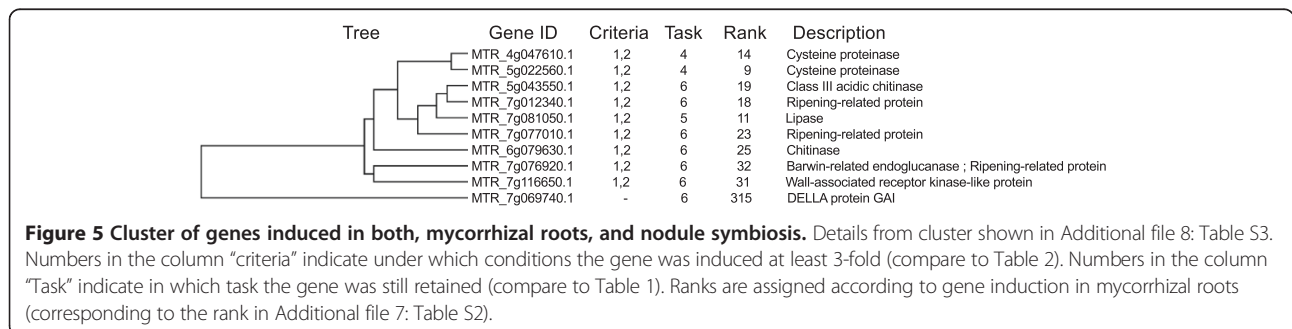 Tree Gene ID Criteria Task Rank Description
MTR_4g047610.1 1,2 4 14 Cysteine proteinase
MTR_5g022560.1 1,2 4 9 Cysteine proteinase
MTR_5g043550.1 1,2 6 19 Class III acidic chitinase
MTR_7g012340.1 1,2 6 18 Ripening-related protein
MTR_7g081050.1 1,2 5 11 Lipase
MTR_7g077010.1 1,2 6 23 Ripening-related protein
MTR_6g079630.1 1,2 6 25 Chitinase
MTR_7g076920.1 1,2 6 32 Barwin-related endoglucanase ; Ripening-related protein
MTR_7g116650.1 1,2 6 31 Wall-associated receptor kinase-like protein
MTR_7g069740.1 - 6 315 DELLA protein GAI
Figure 5 Cluster of genes induced in both, mycorrhizal roots, and nodule symbiosis. Details from cluster shown in Additional file 8: Table S3.
Numbers in the column “criteria” indicate under which conditions the gene was induced at least 3-fold (compare to Table 2). Numbers in the column
“Task” indicate in which task the gene was still retained (compare to Table 1). Ranks are assigned according to gene induction in mycorrhizal roots
(corresponding to the rank in Additional file 7: Table S2).